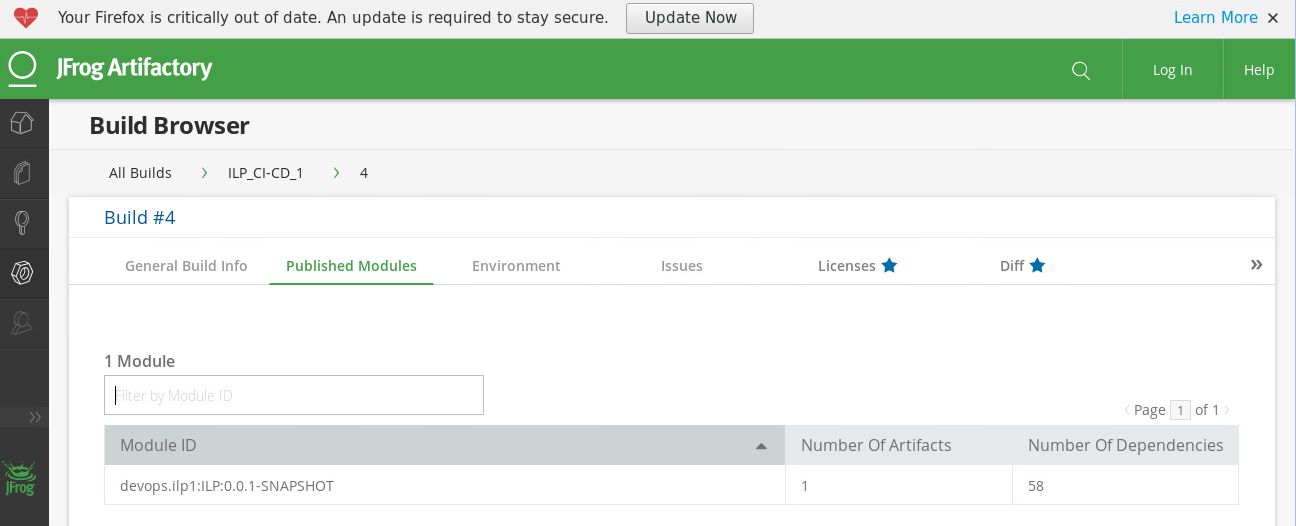 Your Firefox is critically out of date. An update is required to stay secure. Update Now Learn More ✕
JFrog Artifactory Log In Help
Build Browser
All Builds > ILP_CI-CD_1 > 4
Build #4
General Build Info Published Modules Environment Issues Licenses Diff »
1 Module
Filter by Module ID
Page 1 of 1
Module ID Number Of Artifacts Number Of Dependencies
devops.ilp1:ILP:0.0.1-SNAPSHOT 1 58
JFrog